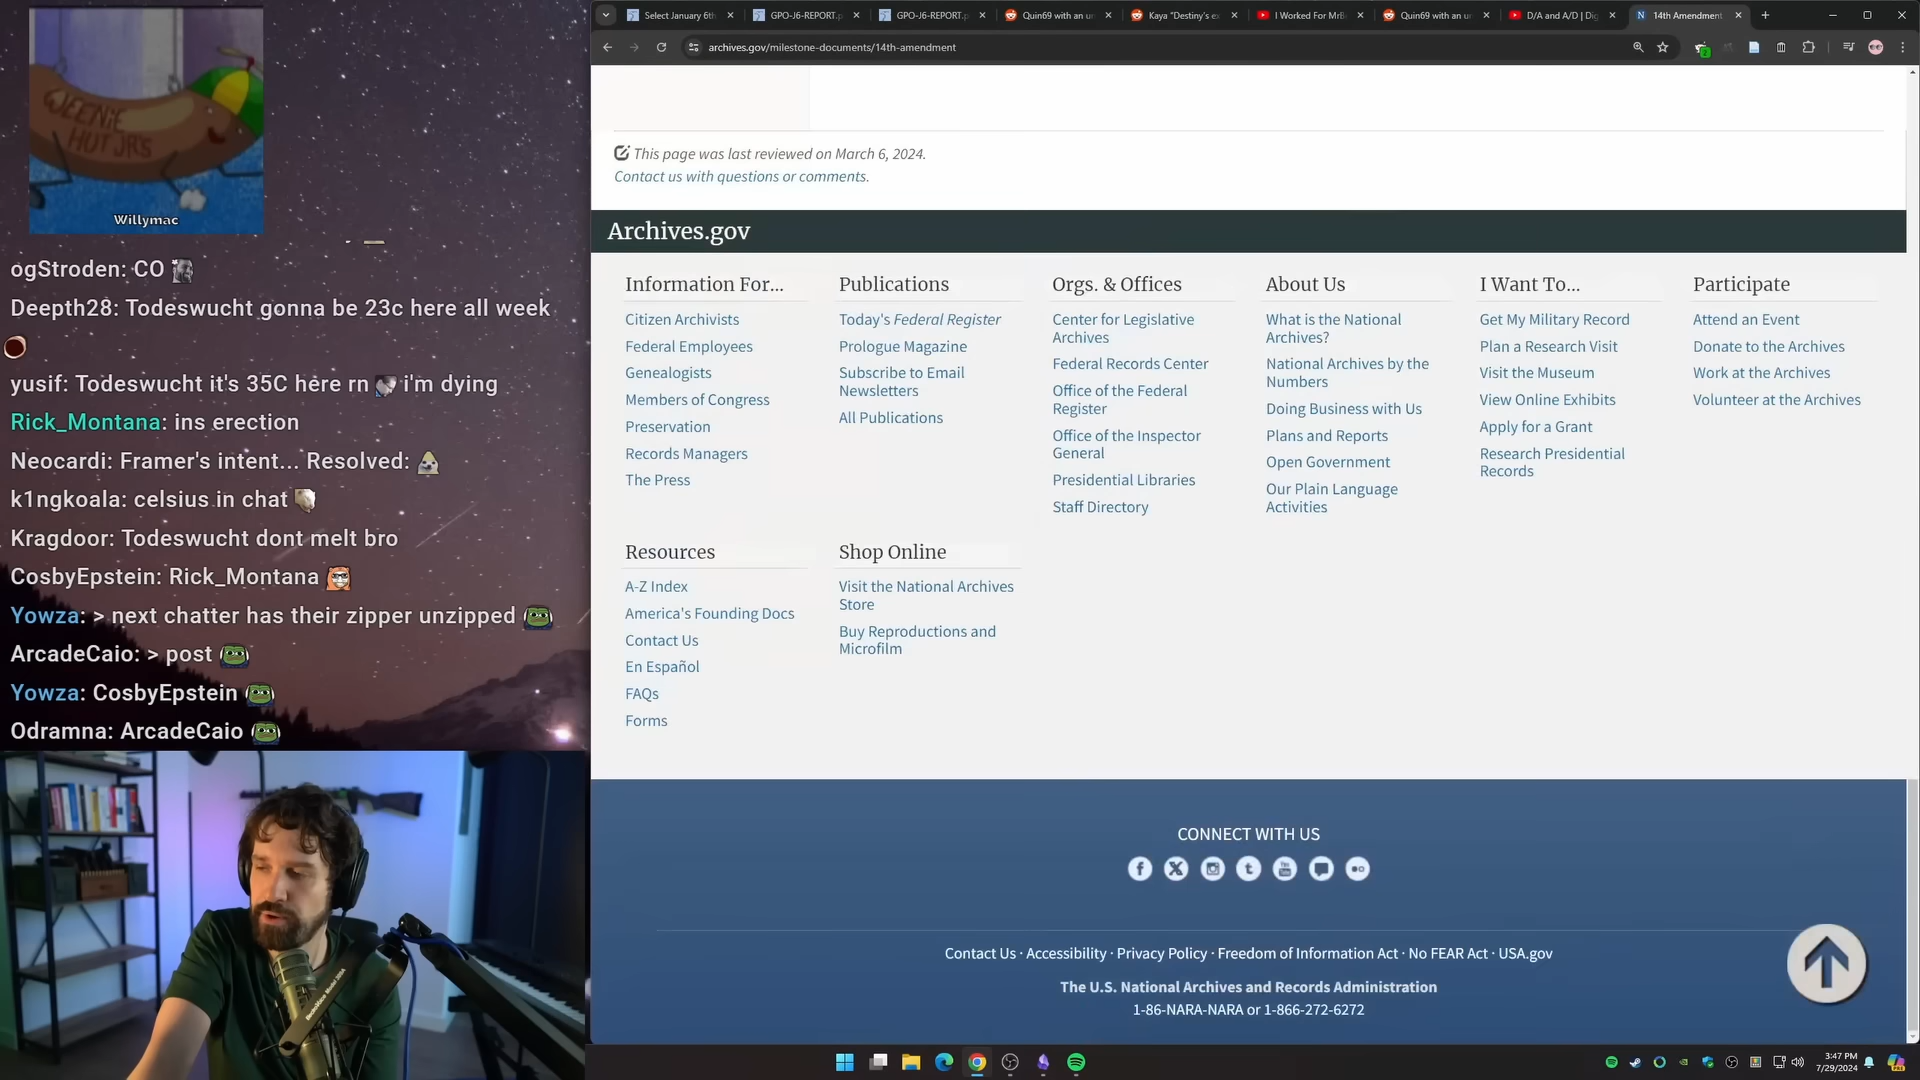 WEENIE
HUT JR'S
Willymac
ogStroden: CO
Deepth28: Todeswucht gonna be 23c here all week
yusif: Todeswucht it's 35C here rn i'm dying
Rick_Montana: ins erection
Neocardi: Framer's intent... Resolved:
k1ngkoala: celsius in chat
Kragdoor: Todeswucht dont melt bro
CosbyEpstein: Rick_Montana
Yowza: > next chatter has their zipper unzipped
ArcadeCaio: > post
Yowza: CosbyEpstein
Odramna: ArcadeCaio
Select January 6th
GPO-J6-REPORT.p
GPO-J6-REPORT.p
Quin69 with an un
Kaya "Destiny's ex
I Worked For MrBe
Quin69 with an un
D/A and A/D | Dig
14th Amendment
archives.gov/milestone-documents/14th-amendment
This page was last reviewed on March 6, 2024.
Contact us with questions or comments.
Archives.gov
Information For...
Citizen Archivists
Federal Employees
Genealogists
Members of Congress
Preservation
Records Managers
The Press
Publications
Today's Federal Register
Prologue Magazine
Subscribe to Email
Newsletters
All Publications
Orgs. & Offices
Center for Legislative
Archives
Federal Records Center
Office of the Federal
Register
Office of the Inspector
General
Presidential Libraries
Staff Directory
About Us
What is the National
Archives?
National Archives by the
Numbers
Doing Business with Us
Plans and Reports
Open Government
Our Plain Language
Activities
I Want To...
Get My Military Record
Plan a Research Visit
Visit the Museum
View Online Exhibits
Apply for a Grant
Research Presidential
Records
Participate
Attend an Event
Donate to the Archives
Work at the Archives
Volunteer at the Archives
Resources
A-Z Index
America's Founding Docs
Contact Us
En Español
FAQs
Forms
Shop Online
Visit the National Archives
Store
Buy Reproductions and
Microfilm
CONNECT WITH US
Contact Us · Accessibility · Privacy Policy · Freedom of Information Act · No FEAR Act · USA.gov
The U.S. National Archives and Records Administration
1-86-NARA-NARA or 1-866-272-6272
3:47 PM
7/29/2024